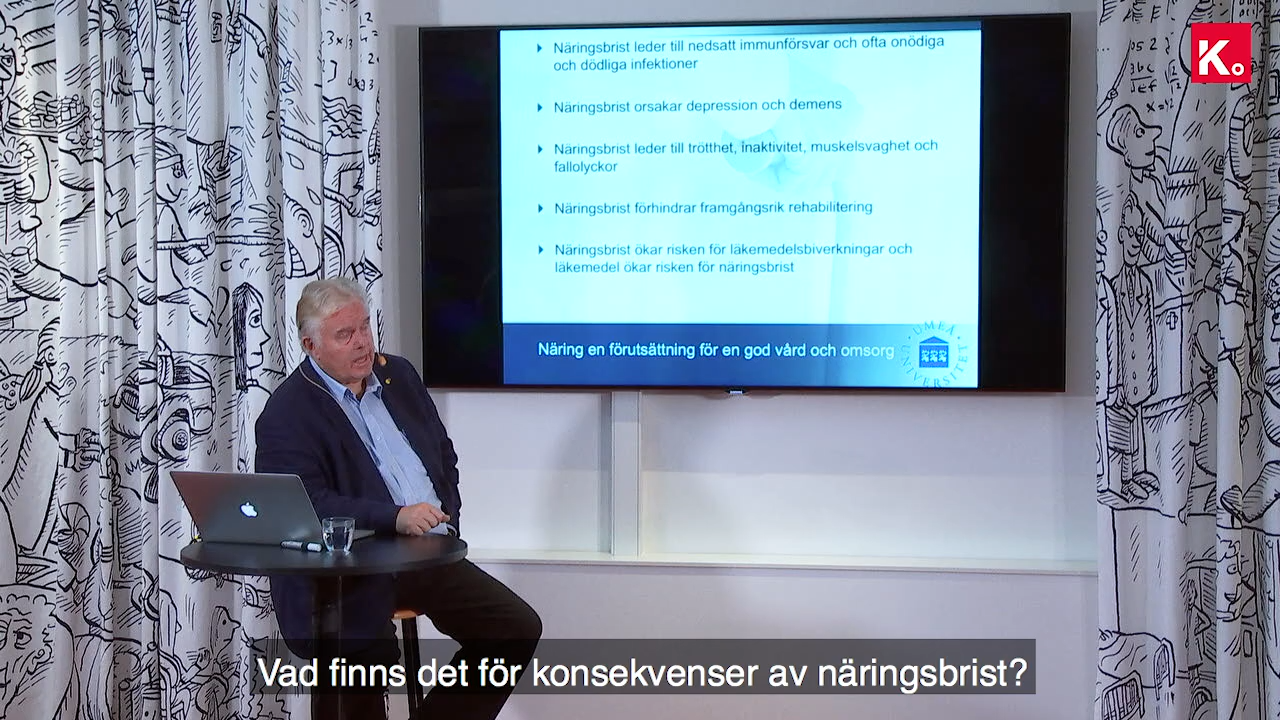 Näringsbrist leder till nedsatt immunförsvar och ofta onödiga
och dödliga infektioner
Näringsbrist orsakar depression och demens
Näringsbrist leder till trötthet, inaktivitet, muskelsvaghet och
fallolyckor
Näringsbrist förhindrar framgångsrik rehabilitering
Näringsbrist ökar risken för läkemedelsbiverkningar och
läkemedel ökar risken för näringsbrist
Näring en förutsättning för en god vård och omsorg
UMEÅ
UNIVERSITET
K.
Vad finns det för konsekvenser av näringsbrist?